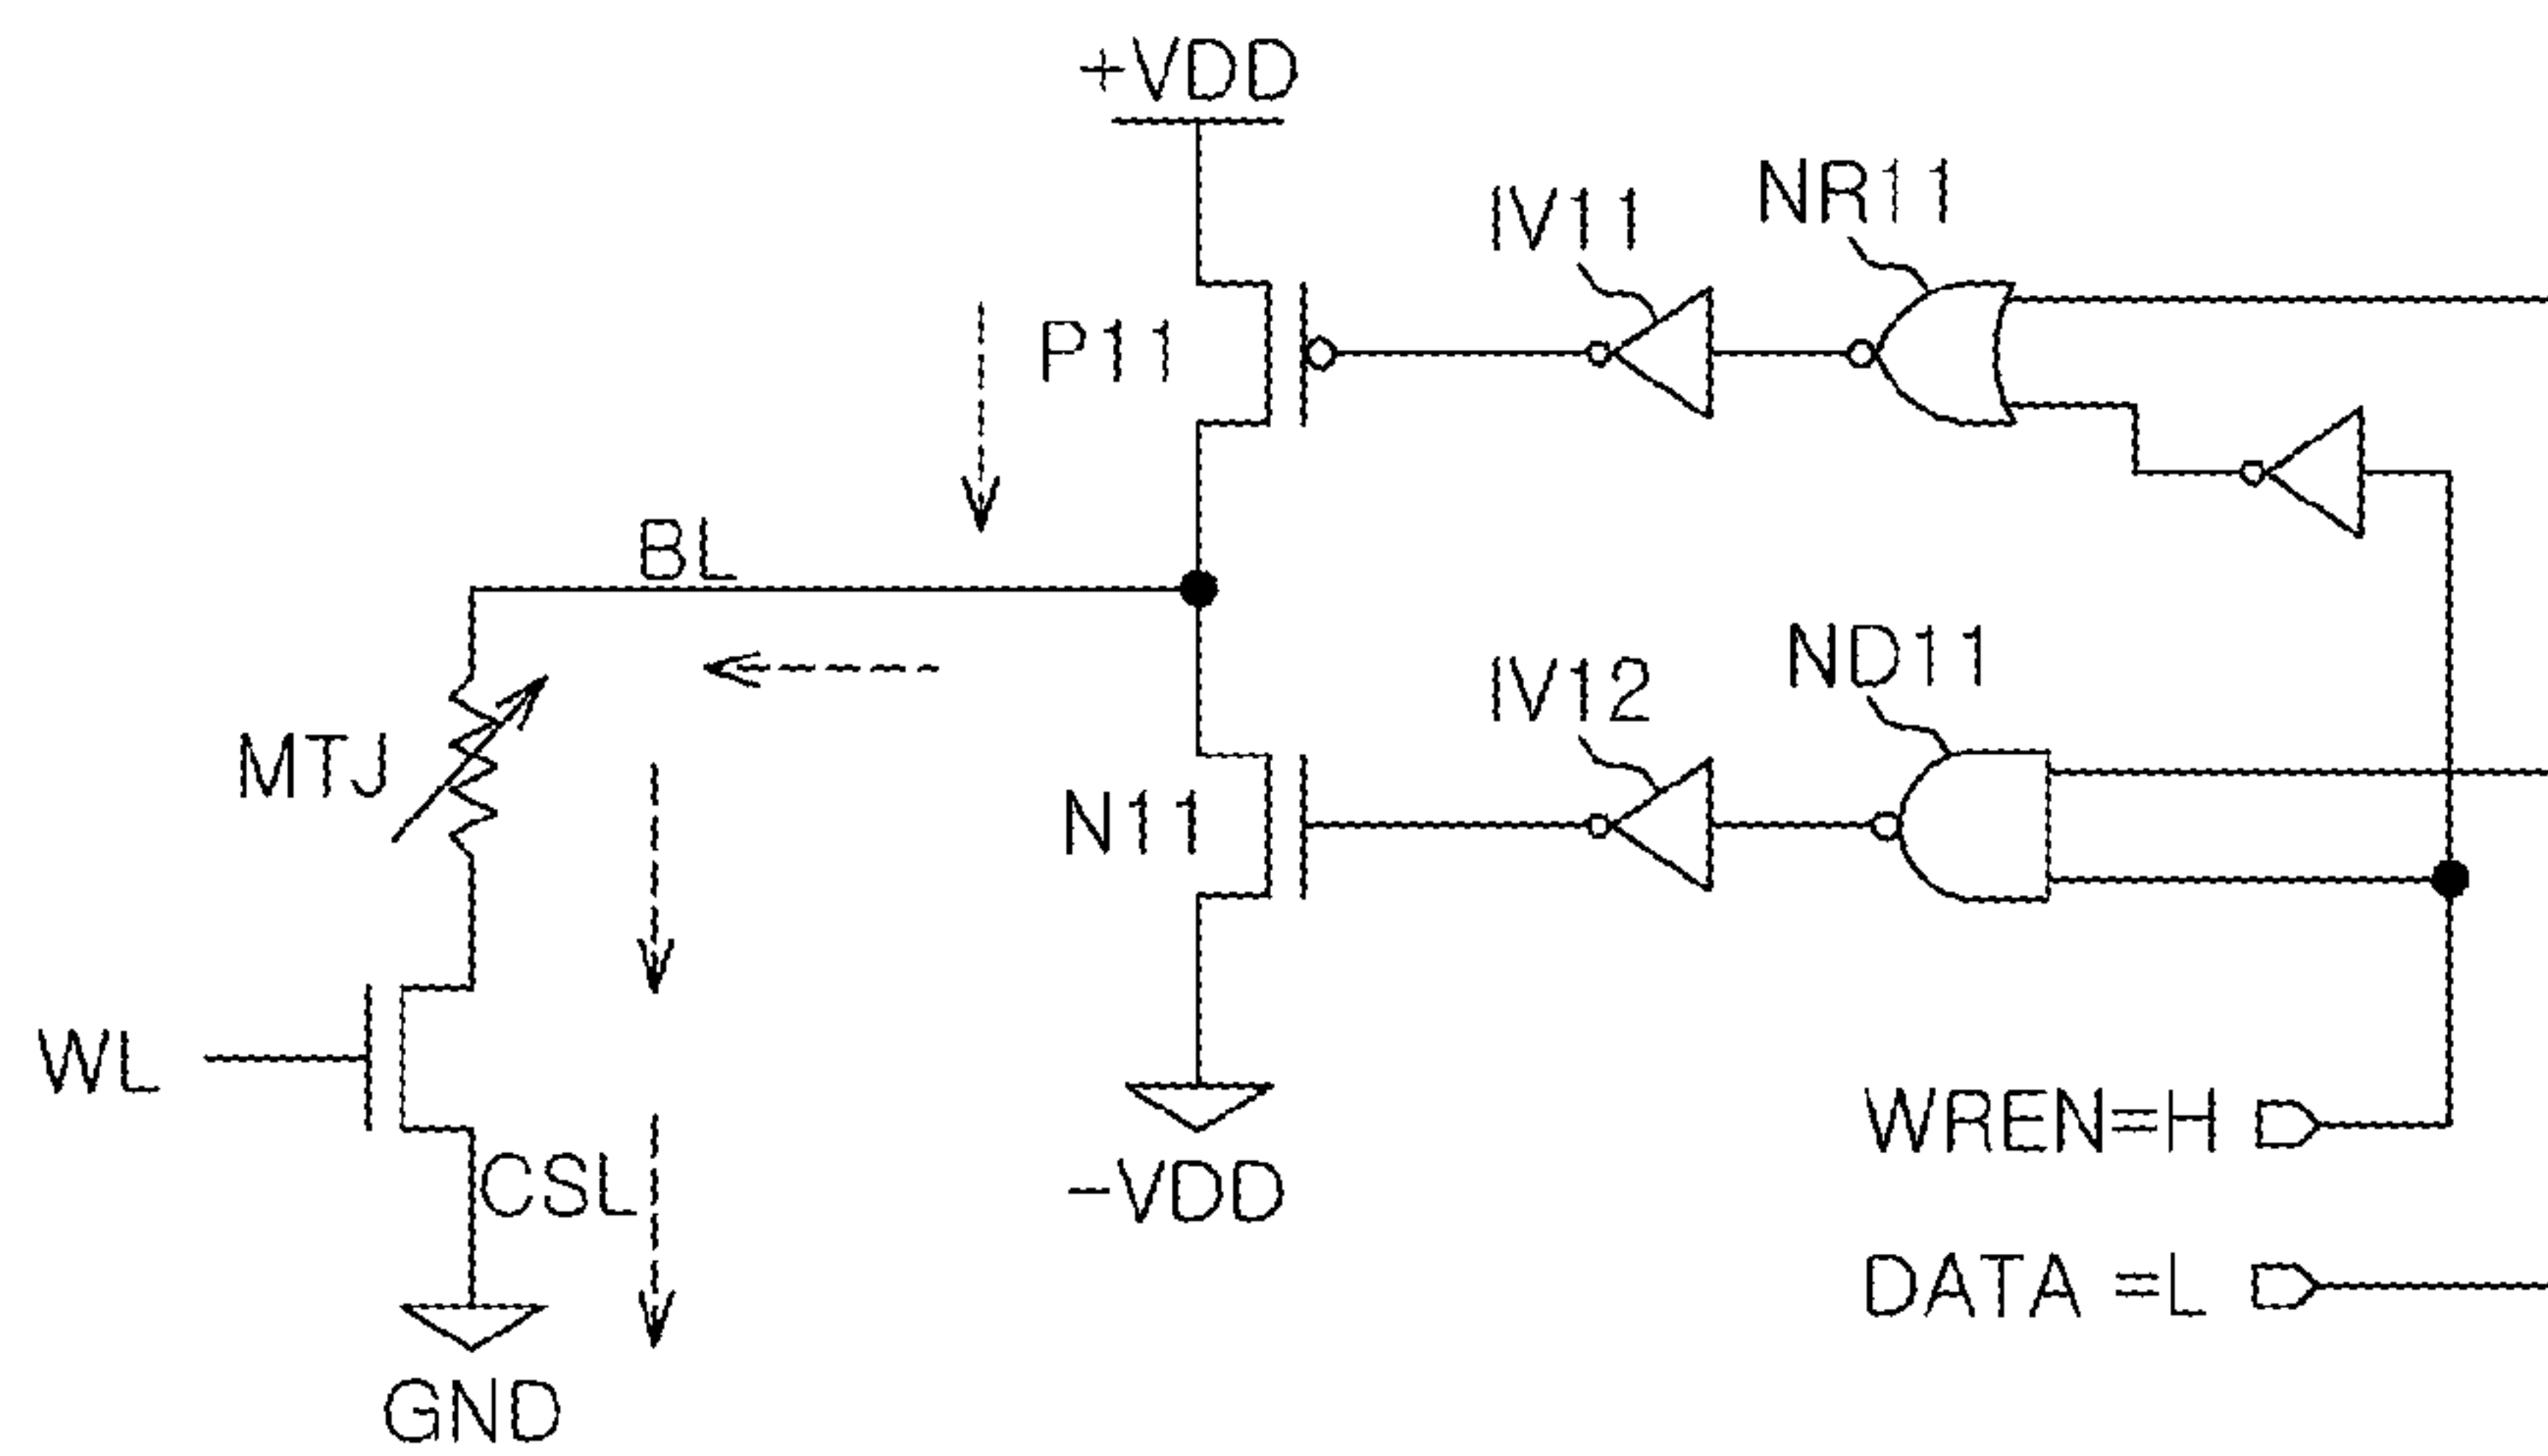 +VDD
NR11
IV11
P11
BL
ND11
IV12
MTJ
N11
WL
WREN=H
CSL
-VDD
DATA =L
GND